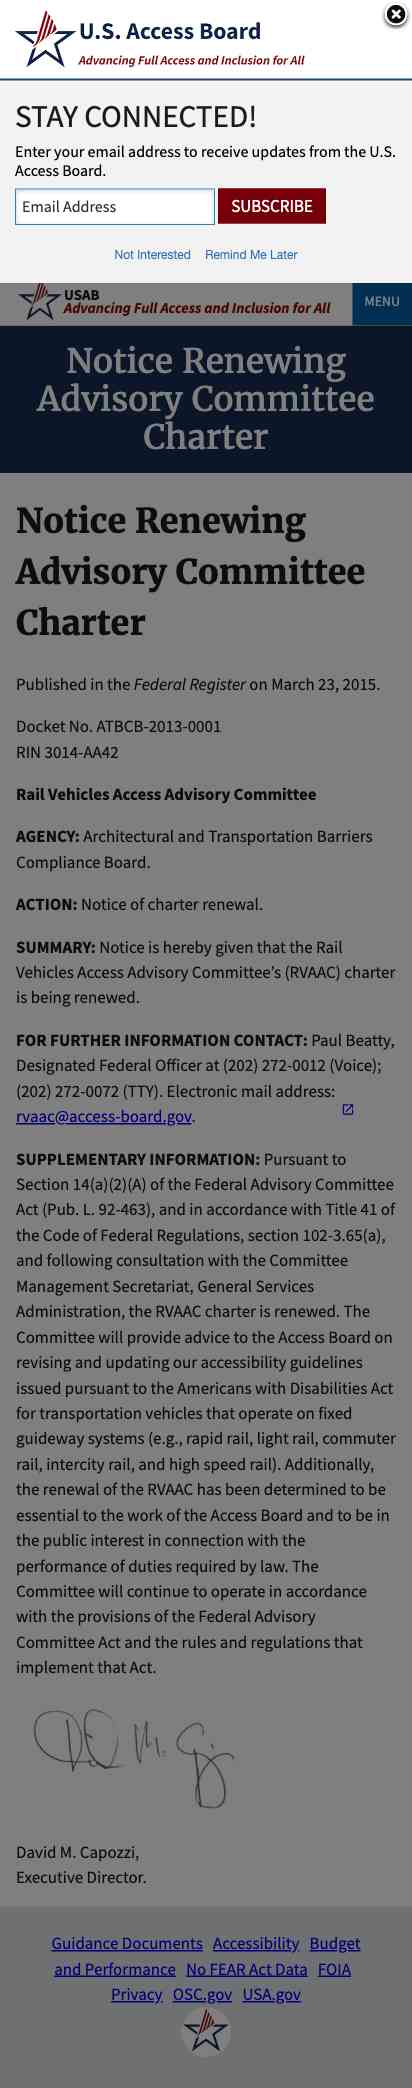 U.S. Access Board
Advancing Full Access and Inclusion for All
STAY CONNECTED!
Enter your email address to receive updates from the U.S.
Access Board.
Email Address
SUBSCRIBE
Not Interested Remind Me Later
USAB
Advancing Full Access and Inclusion for All
MENU
Notice Renewing
Advisory Committee
Charter
Notice Renewing
Advisory Committee
Charter
Published in the Federal Register on March 23, 2015.
Docket No. ATBCB-2013-0001
RIN 3014-AA42
Rail Vehicles Access Advisory Committee
AGENCY: Architectural and Transportation Barriers
Compliance Board.
ACTION: Notice of charter renewal.
SUMMARY: Notice is hereby given that the Rail
Vehicles Access Advisory Committee’s (RVAAC) charter
is being renewed.
FOR FURTHER INFORMATION CONTACT: Paul Beatty,
Designated Federal Officer at (202) 272-0012 (Voice);
(202) 272-0072 (TTY). Electronic mail address:
rvaac@access-board.gov.
SUPPLEMENTARY INFORMATION: Pursuant to
Section 14(a)(2)(A) of the Federal Advisory Committee
Act (Pub. L. 92-463), and in accordance with Title 41 of
the Code of Federal Regulations, section 102-3.65(a),
and following consultation with the Committee
Management Secretariat, General Services
Administration, the RVAAC charter is renewed. The
Committee will provide advice to the Access Board on
revising and updating our accessibility guidelines
issued pursuant to the Americans with Disabilities Act
for transportation vehicles that operate on fixed
guideway systems (e.g., rapid rail, light rail, commuter
rail, intercity rail, and high speed rail). Additionally,
the renewal of the RVAAC has been determined to be
essential to the work of the Access Board and to be in
the public interest in connection with the
performance of duties required by law. The
Committee will continue to operate in accordance
with the provisions of the Federal Advisory
Committee Act and the rules and regulations that
implement that Act.
David M. Capozzi,
Executive Director.
Guidance Documents Accessibility Budget
and Performance No FEAR Act Data FOIA
Privacy OSC.gov USA.gov